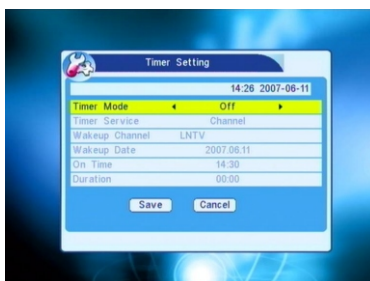 Timer Setting
14:26 2007-06-11
Timer Mode Off
Timer Service Channel
Wakeup Channel LNTV
Wakeup Date 2007.06.11
On Time 14:30
Duration 00:00
Save Cancel